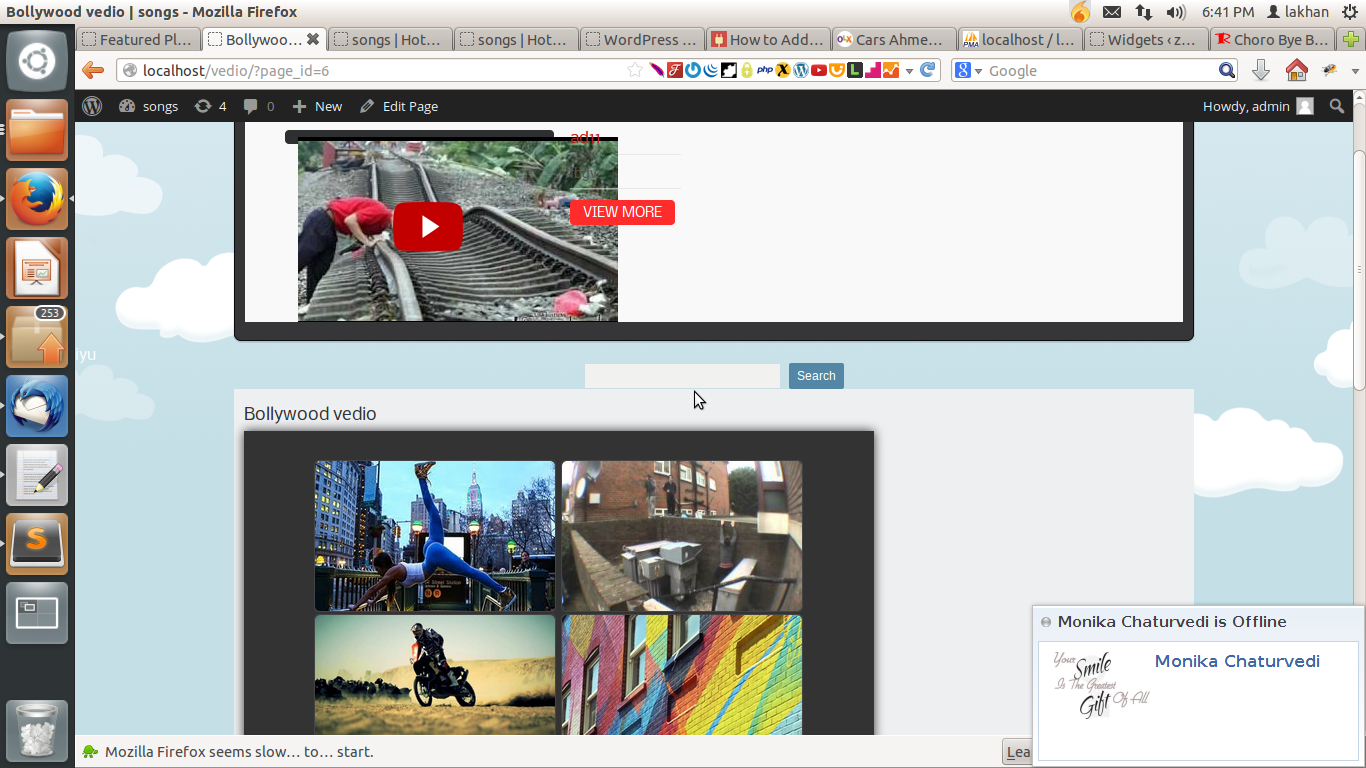 Bollywood vedio | songs - Mozilla Firefox
6:41 PM lakhan
Featured Pl...
Bollywoo...
songs | Hot...
songs | Hot...
WordPress ...
How to Add...
Cars Ahme...
localhost / l...
Widgets ‹ z...
Choro Bye B...
localhost/vedio/?page_id=6
Google
songs 4 0 New Edit Page
Howdy, admin
ad11
VIEW MORE
253
iyu
Search
Bollywood vedio
Monika Chaturvedi is Offline
Your Smile
Is The Greatest
Gift Of All
Monika Chaturvedi
Mozilla Firefox seems slow... to... start.
Lea